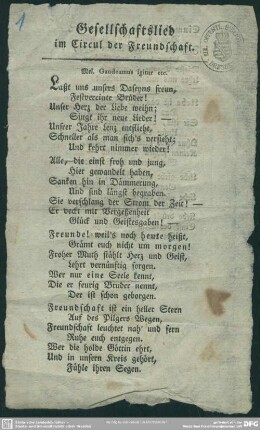 1
Gesellschaftslied
im Circul der Freundschaft.
Mel. Gaudeamus igitur etc.
Laßt uns unsers Daseyns freun,
Festvereinte Brüder!
Unser Herz der Liebe weihn;
Singt ihr neue Lieder!
Unsrer Jahre Lenz entflieht,
Schneller als man sich's versieht;
Und kehrt nimmer wieder!
Alle, die einst froh und jung,
Hier gewandelt haben,
Sanken hin in Dämmerung,
Und sind längst begraben.
Sie verschlang der Strom der Zeit! —
Er deckt mit Vergessenheit
Glück und Geistesgaben! —
Freunde! weil's noch heute heißt,
Grämt euch nicht um morgen!
Froher Muth stählt Herz und Geist,
lehrt vernünftig sorgen.
Wer nur eine Seele kennt,
Die er feurig Bruder nennt,
Der ist schon geborgen.
Freundschaft ist ein heller Stern
Auf des Pilgers Wegen,
Freundschaft leuchtet nah' und fern
Ruhe euch entgegen.
Wer die holde Göttin ehrt,
Und in unsern Kreis gehört,
Fühle ihren Segen.
DFG